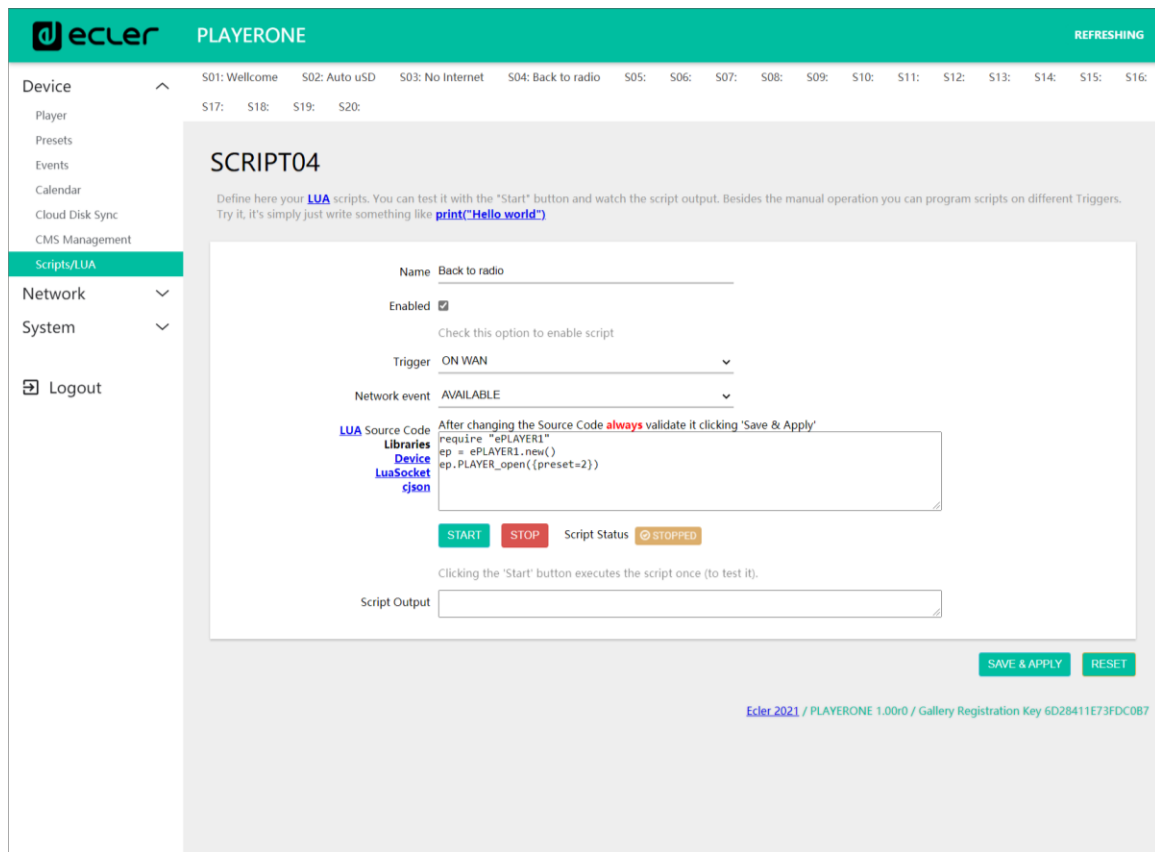 ecler
PLAYERONE
REFRESHING
Device
Player
Presets
Events
Calendar
Cloud Disk Sync
CMS Management
Scripts/LUA
Network
System
Logout
S01: Wellcome S02: Auto uSD S03: No Internet S04: Back to radio S05: S06: S07: S08: S09: S10: S11: S12: S13: S14: S15: S16:
S17: S18: S19: S20:
SCRIPT04
Define here your LUA scripts. You can test it with the "Start" button and watch the script output. Besides the manual operation you can program scripts on different Triggers.
Try it, it's simply just write something like print("Hello world")
Name Back to radio
Enabled
Check this option to enable script
Trigger ON WAN
Network event AVAILABLE
LUA Source Code
Libraries
Device
LuaSocket
cjson
After changing the Source Code always validate it clicking 'Save & Apply'
require "ePLAYER1"
ep = ePLAYER1.new()
ep.PLAYER_open({preset=2})
START STOP Script Status STOPPED
Clicking the 'Start' button executes the script once (to test it).
Script Output
SAVE & APPLY RESET
Ecler 2021 / PLAYERONE 1.00r0 / Gallery Registration Key 6D28411E73FDC0B7